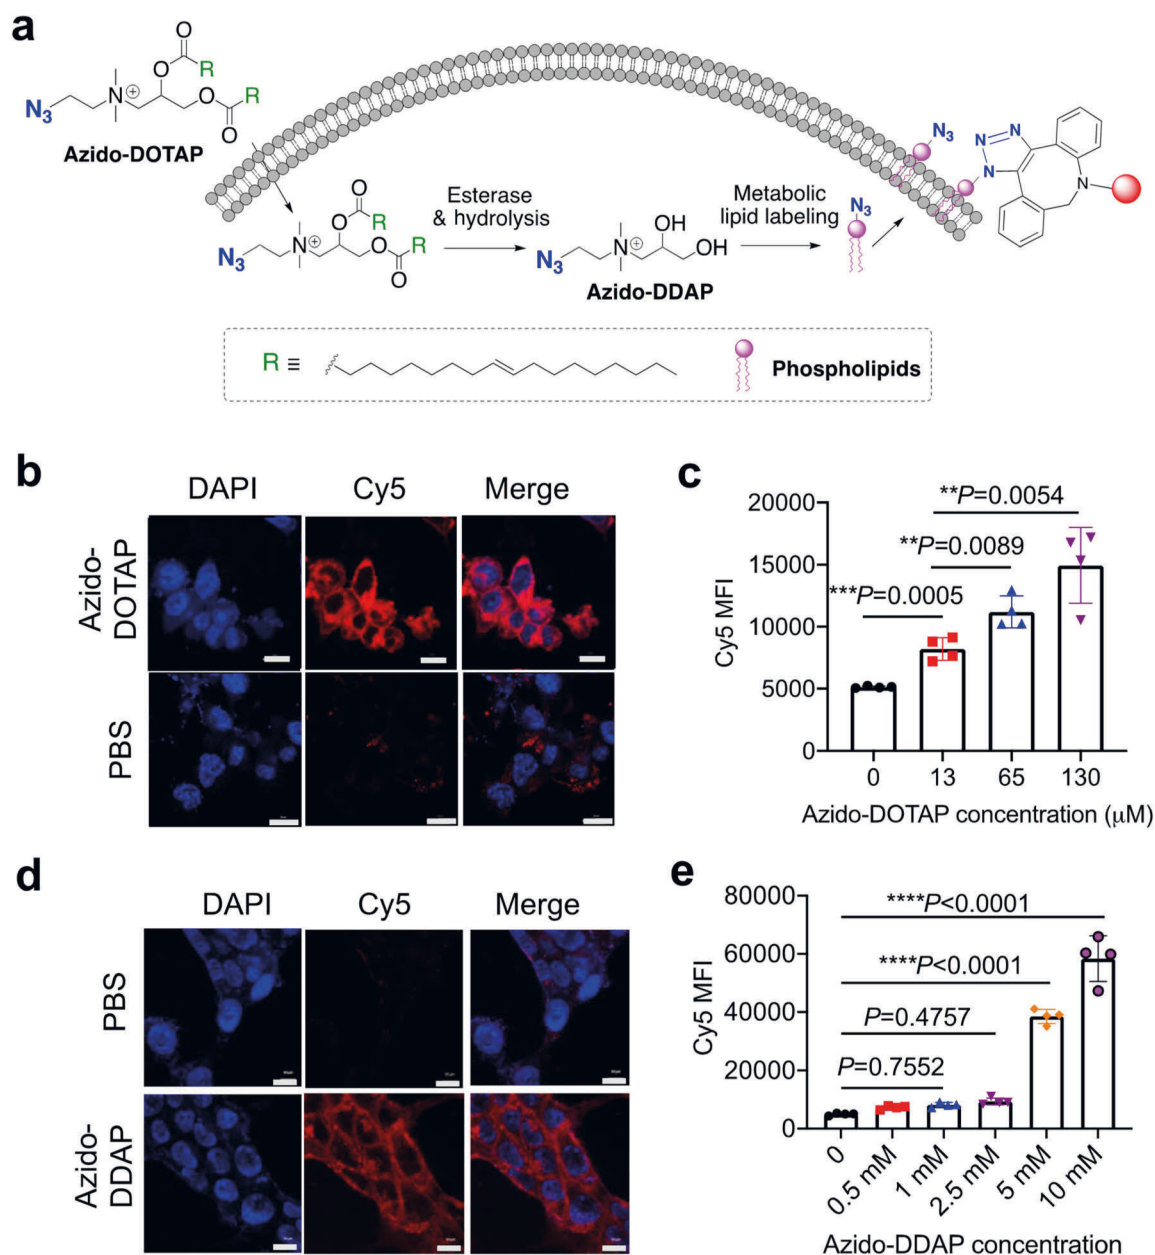 a
O
R
O
N
⊕
O
R
N3
O
Azido-DOTAP
N3
N
N
N
N
O
R
O
N
⊕
O
R
N3
O
Esterase
& hydrolysis
OH
N
⊕
OH
N3
Azido-DDAP
Metabolic
lipid labeling
N3
R ≡
Phospholipids
b
DAPI Cy5 Merge
Azido-
DOTAP
PBS
c
**P=0.0054
**P=0.0089
***P=0.0005
20000
15000
10000
5000
0
Cy5 MFI
0 13 65 130
Azido-DOTAP concentration (μM)
d
DAPI Cy5 Merge
PBS
Azido-
DDAP
e
****P<0.0001
****P<0.0001
P=0.4757
P=0.7552
80000
60000
40000
20000
0
Cy5 MFI
0 0.5 mM 1 mM 2.5 mM 5 mM 10 mM
Azido-DDAP concentration